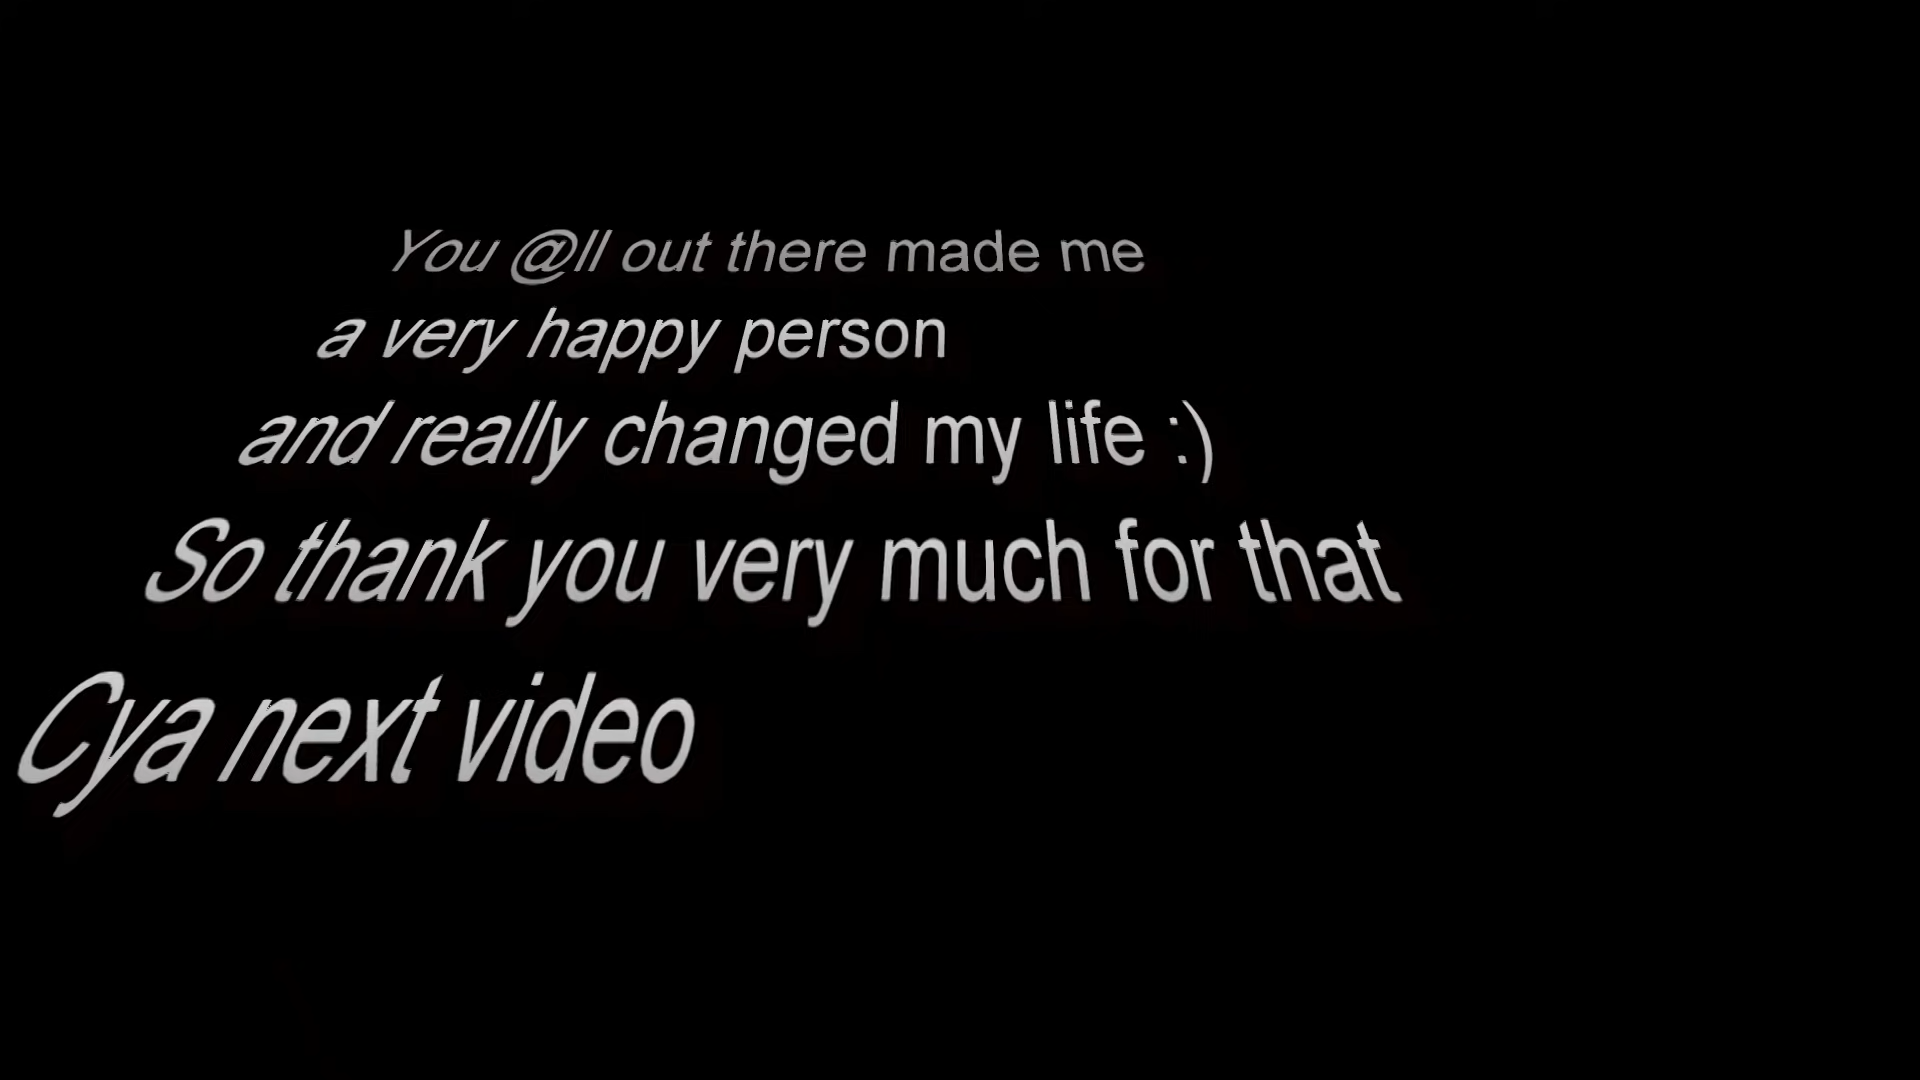 You @ll out there made me
a very happy person
and really changed my life :)
So thank you very much for that
Cya next video